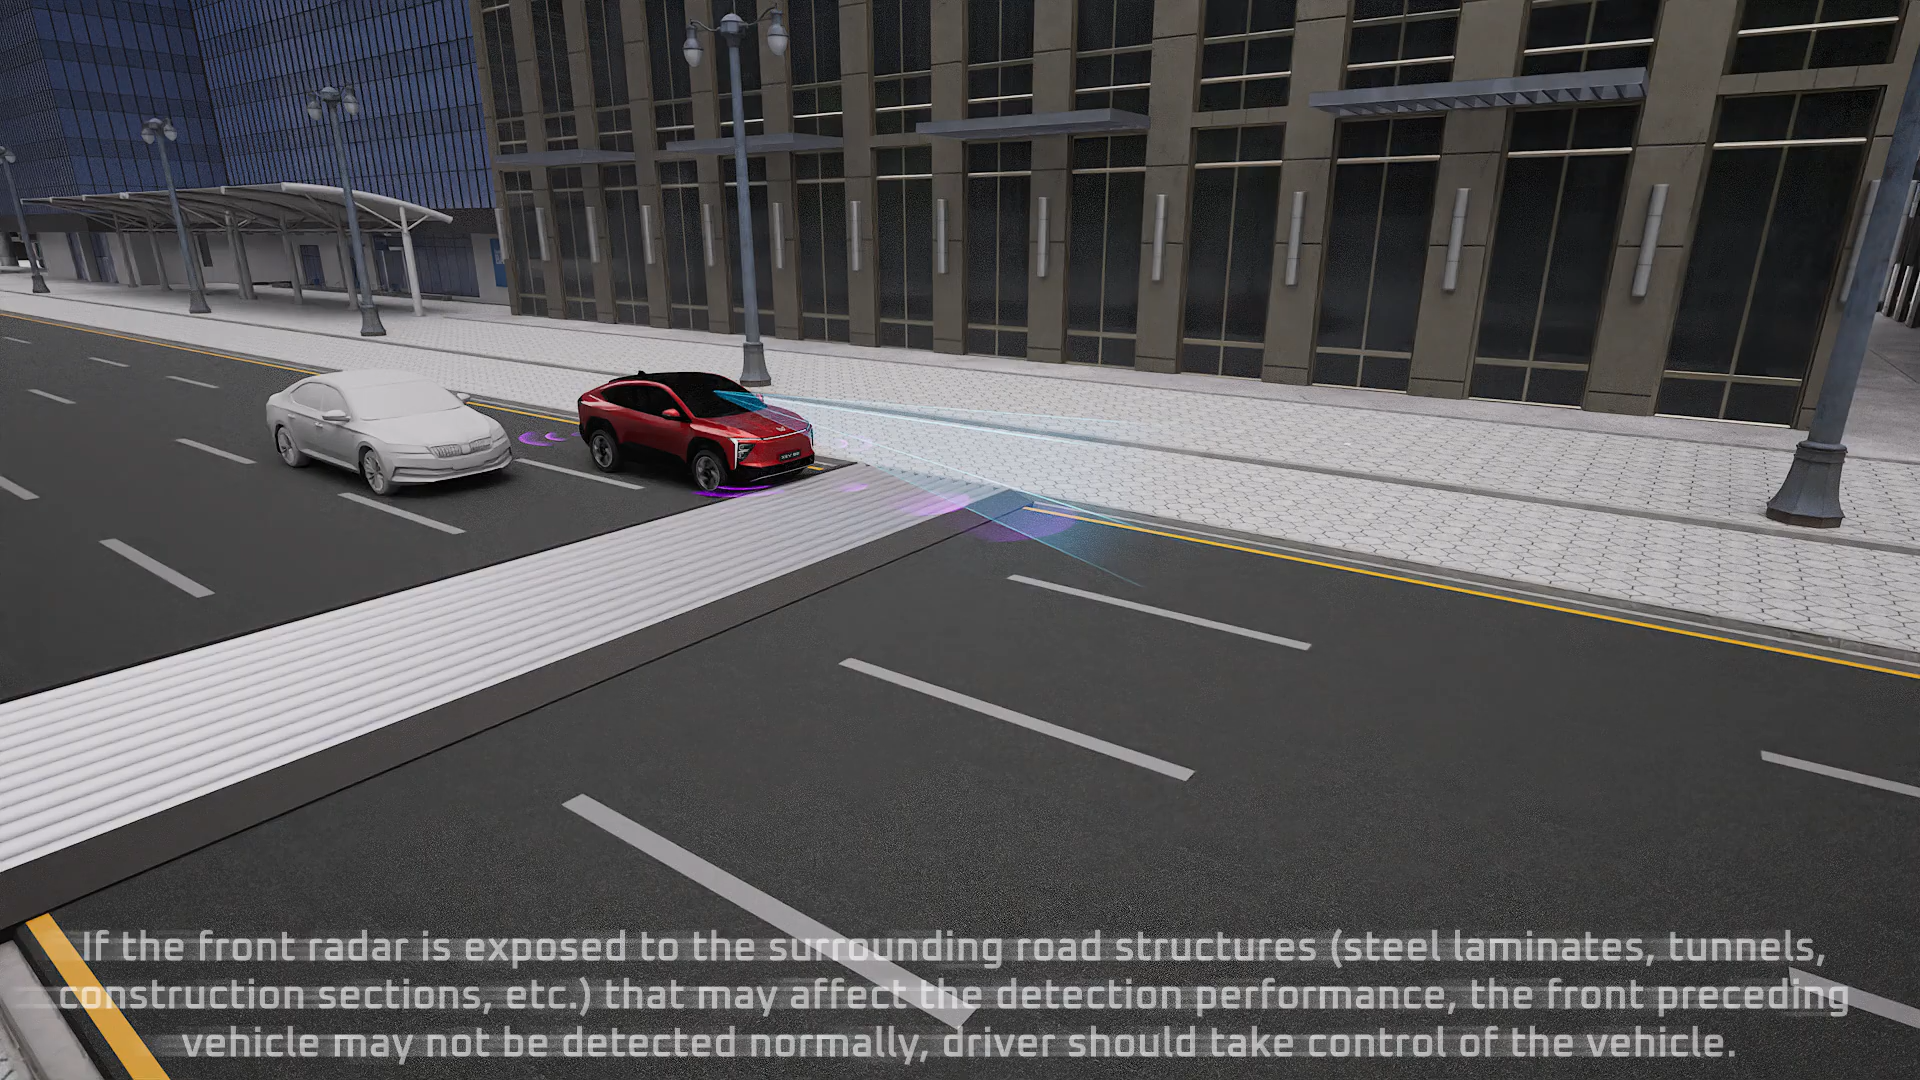 If the front radar is exposed to the surrounding road structures (steel laminates, tunnels,
construction sections, etc.) that may affect the detection performance, the front preceding
vehicle may not be detected normally, driver should take control of the vehicle.